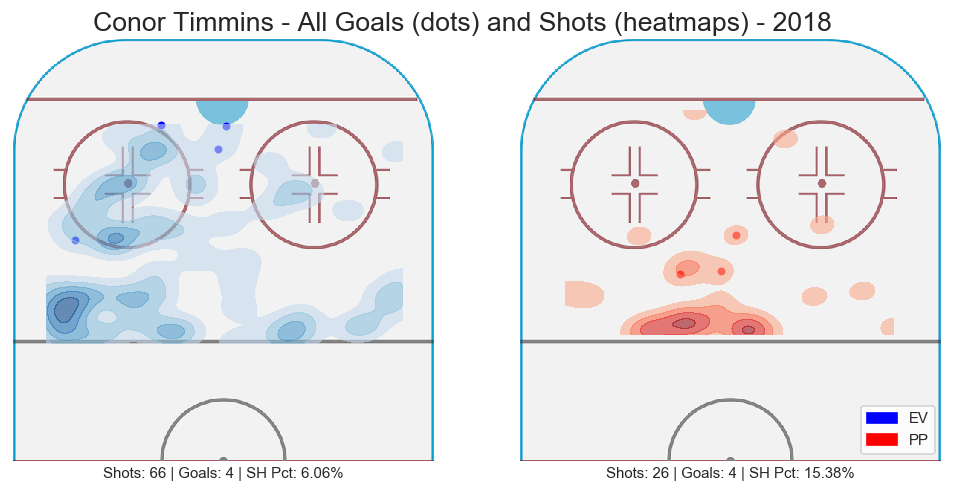 Conor Timmins - All Goals (dots) and Shots (heatmaps) - 2018
EV
PP
Shots: 66 | Goals: 4 | SH Pct: 6.06%
Shots: 26 | Goals: 4 | SH Pct: 15.38%